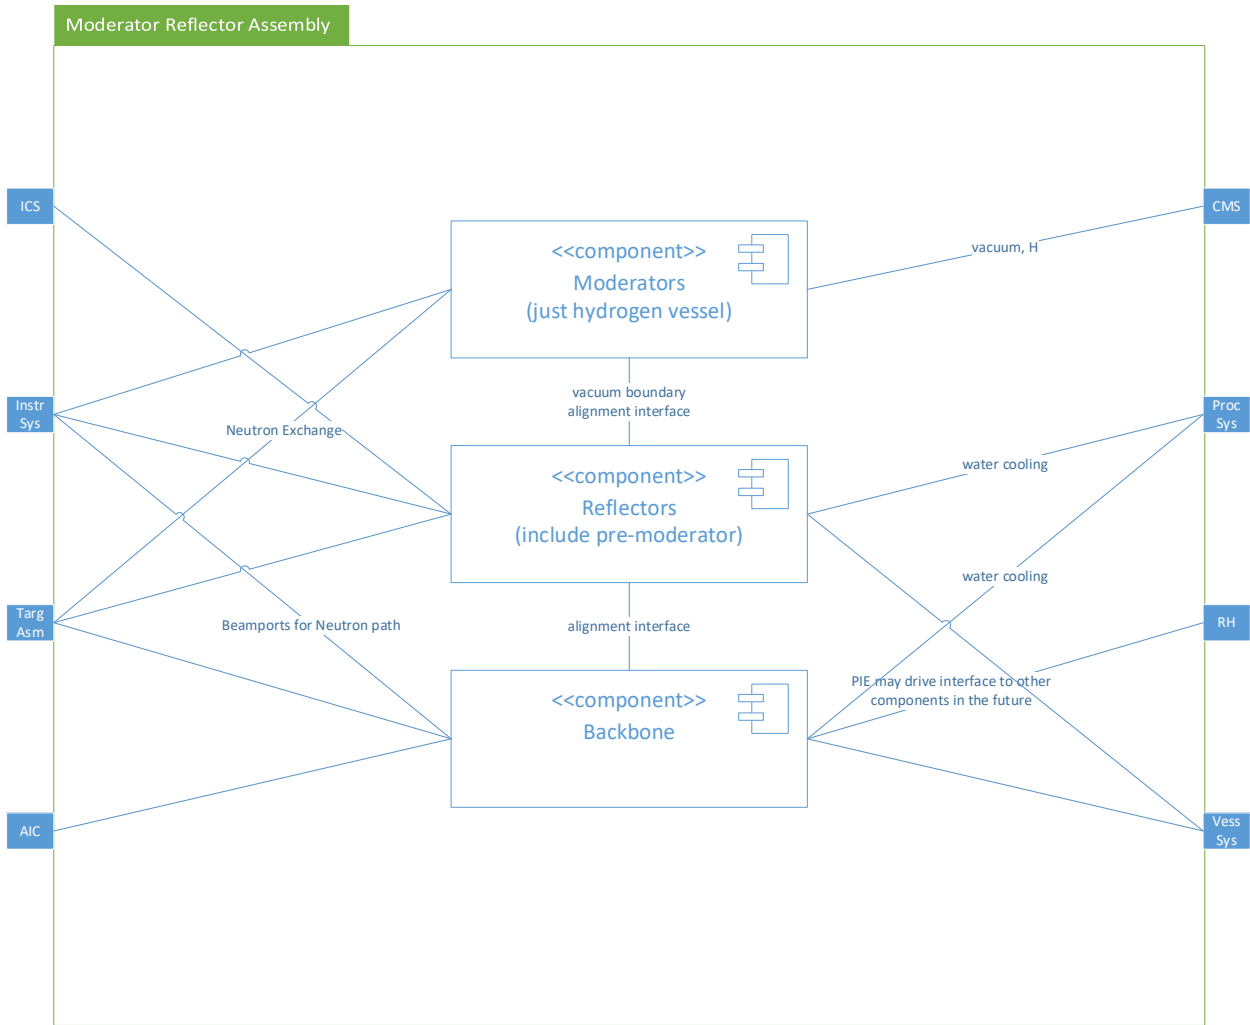 Moderator Reflector Assembly
ICS
CMS
<<component>>
Moderators
(just hydrogen vessel)
vacuum, H
Instr
Sys
Proc
Sys
vacuum boundary
alignment interface
Neutron Exchange
<<component>>
Reflectors
(include pre-moderator)
water cooling
water cooling
Targ
Asm
RH
Beamports for Neutron path
alignment interface
PIE may drive interface to other
components in the future
<<component>>
Backbone
AIC
Vess
Sys